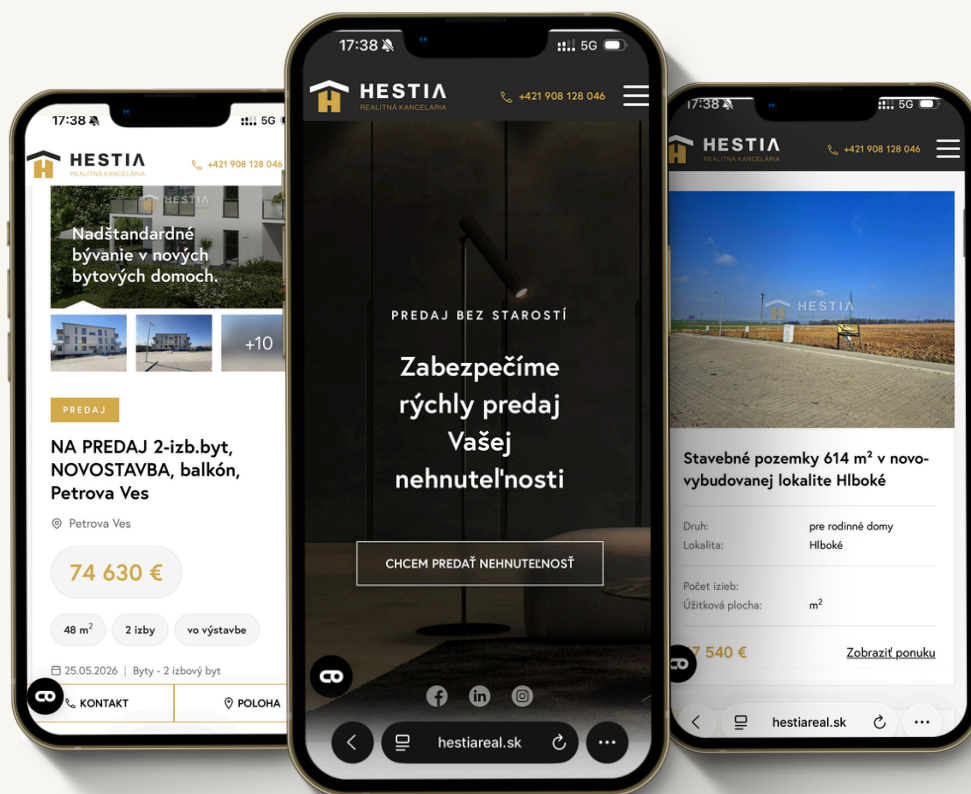 17:38
5G
HESTIA
REALITNÁ KANCELÁRIA
+421 908 128 046
HESTIA
Nadštandardné
bývanie v nových
bytových domoch.
+10
PREDAJ
NA PREDAJ 2-izb.byt,
NOVOSTAVBA, balkón,
Petrova Ves
Petrova Ves
74 630 €
48 m²
2 izby
vo výstavbe
25.05.2026 | Byty - 2 izbový byt
KONTAKT
POLOHA
17:38
5G
HESTIA
REALITNÁ KANCELÁRIA
+421 908 128 046
PREDAJ BEZ STAROSTÍ
Zabezpečíme
rýchly predaj
Vašej
nehnuteľnosti
CHCEM PREDAŤ NEHNUTEĽNOSŤ
hestiareal.sk
17:38
5G
HESTIA
REALITNÁ KANCELÁRIA
+421 908 128 046
HESTIA
Stavebné pozemky 614 m² v novo-
vybudovanej lokalite Hlboké
Druh: pre rodinné domy
Lokalita: Hlboké
Počet izieb:
Úžitková plocha: m²
540 €
Zobraziť ponuku
hestiareal.sk